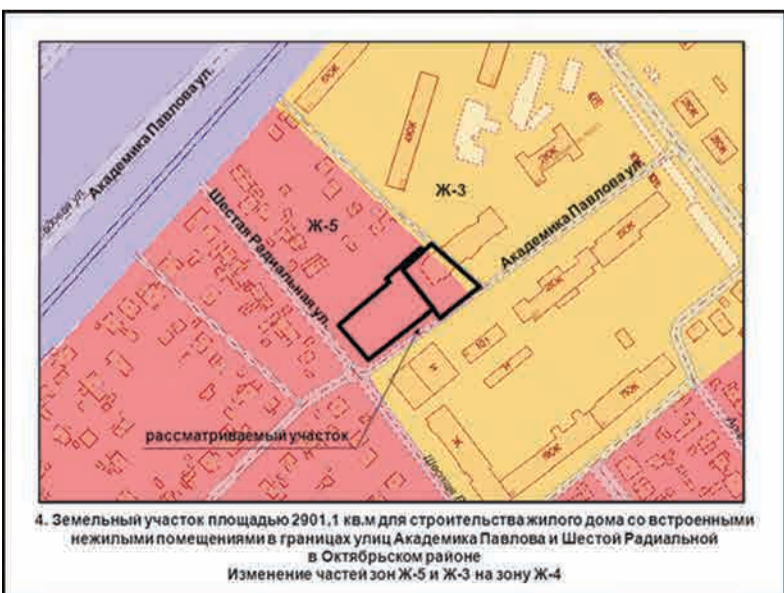 Академика Павлова ул.
Ж-3
Академика Павлова ул.
Ж-5
Шестая Радиальная ул.
рассматриваемый участок
4. Земельный участок площадью 2901,1 кв.м для строительства жилого дома со встроенными
нежилыми помещениями в границах улиц Академика Павлова и Шестой Радиальной
в Октябрьском районе
Изменение частей зон Ж-5 и Ж-3 на зону Ж-4